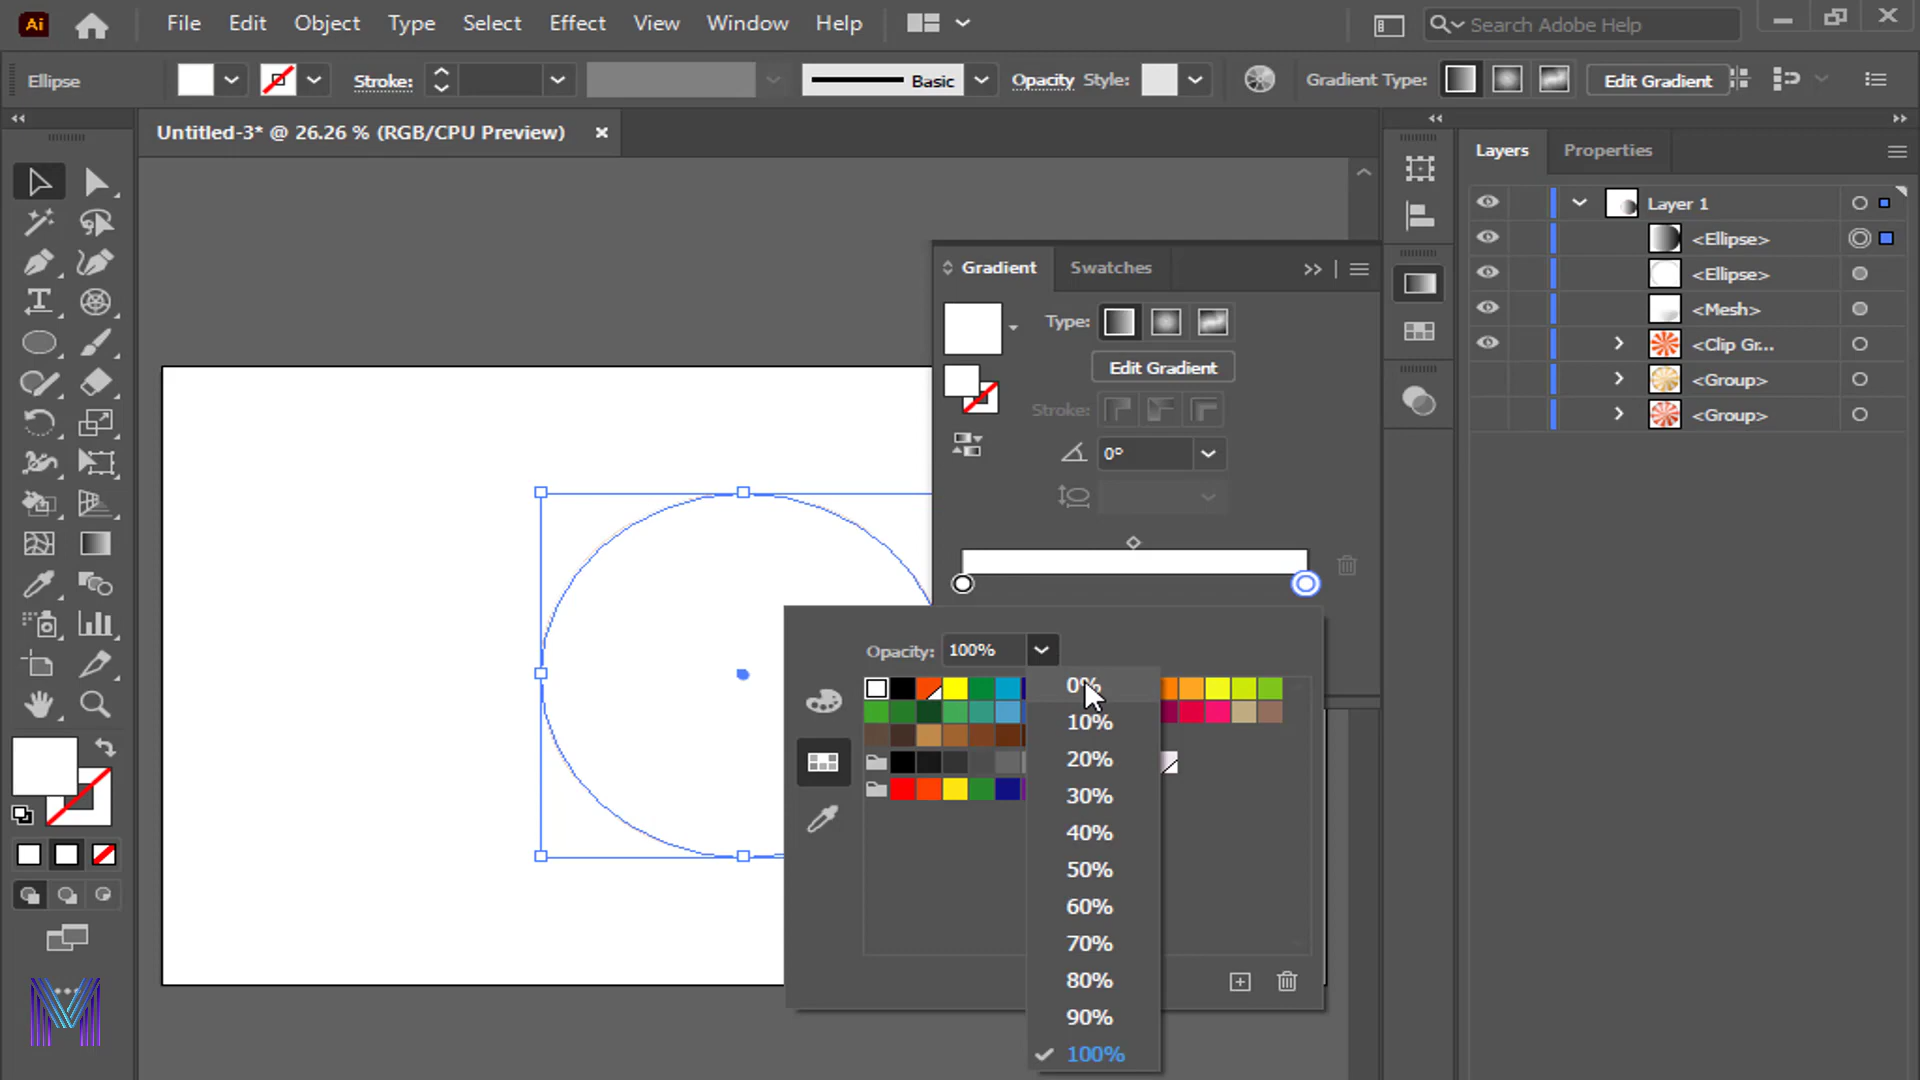 Ai File Edit Object Type Select Effect View Window Help Search Adobe Help
Ellipse Stroke: Basic Opacity Style: Gradient Type: Edit Gradient
Untitled-3* @ 26.26 % (RGB/CPU Preview)
Layers Properties
Layer 1
<Ellipse>
<Ellipse>
<Mesh>
<Clip Gr...
<Group>
<Group>
Gradient Swatches
Type:
Edit Gradient
Stroke:
0°
Opacity: 100%
0%
10%
20%
30%
40%
50%
60%
70%
80%
90%
100%